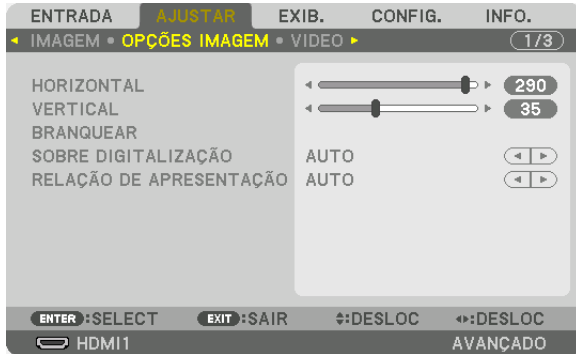 ENTRADA AJUSTAR EXIB. CONFIG. INFO.
IMAGEM • OPÇÕES IMAGEM • VIDEO 1/3
HORIZONTAL 290
VERTICAL 35
BRANQUEAR
SOBRE DIGITALIZAÇÃO AUTO
RELAÇÃO DE APRESENTAÇÃO AUTO
ENTER :SELECT EXIT :SAIR :DESLOC :DESLOC
HDMI1 AVANÇADO